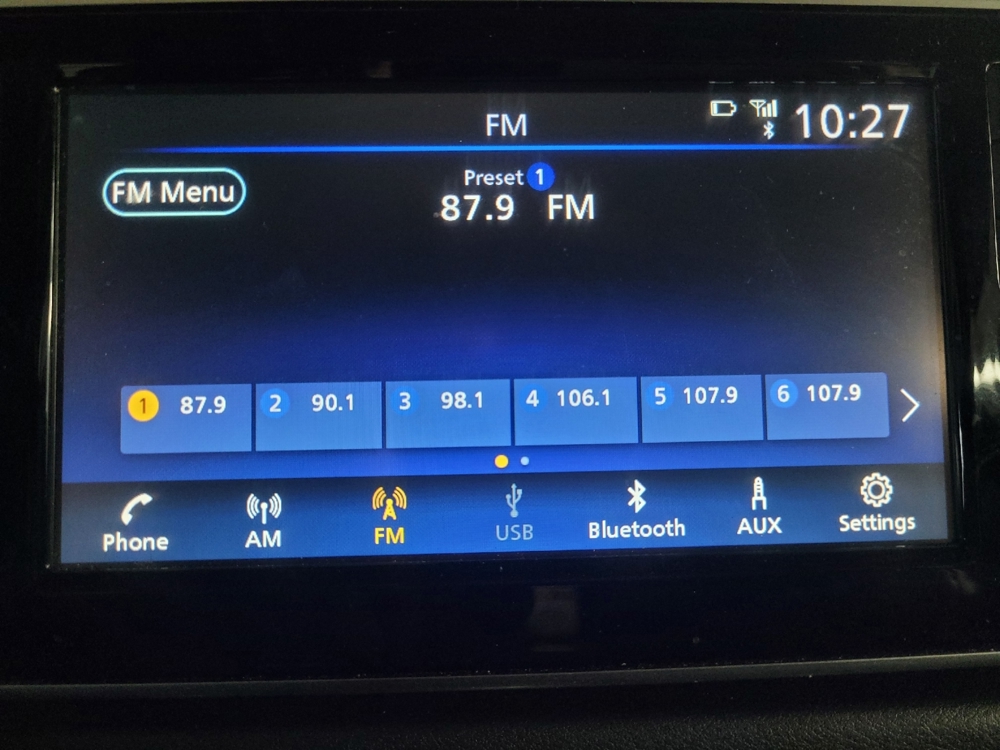 FM
10:27
FM Menu
Preset 1
87.9 FM
1 87.9 2 90.1 3 98.1 4 106.1 5 107.9 6 107.9
Phone AM FM USB Bluetooth AUX Settings